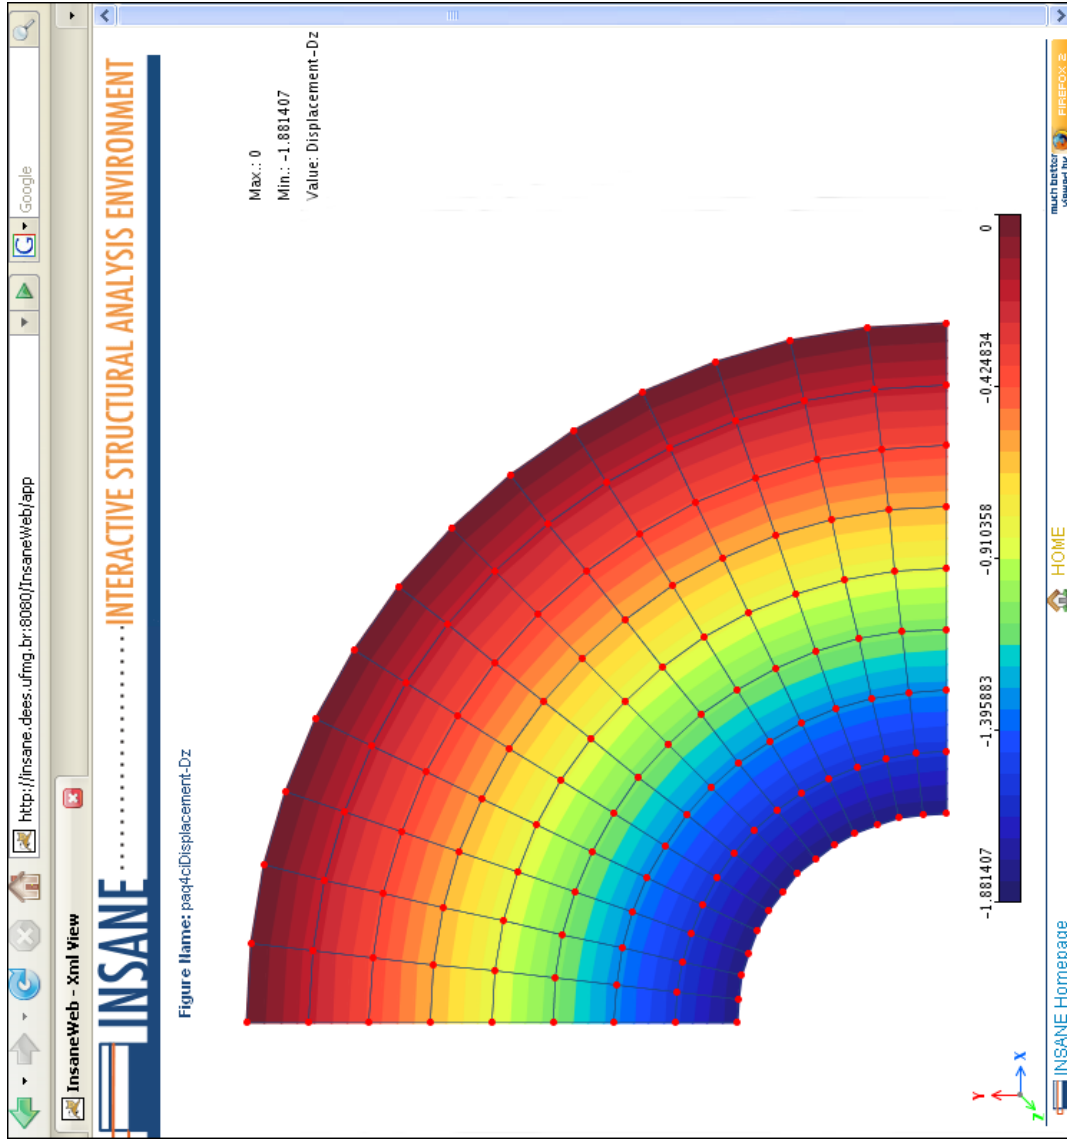 http://insane.dees.ufmg.br:8080/InsaneWeb/app
G
Google
InsaneWeb - Xml View
INSANE ........................ INTERACTIVE STRUCTURAL ANALYSIS ENVIRONMENT
Figure Name: paq4ciDisplacement-Dz
Max.: 0
Min.: -1.881407
Value: Displacement-Dz
Y
X
Z
-1.881407
-1.395883
-0.910358
-0.424834
0
INSANE Homepage
HOME
much better
viewed by
FIREFOX 2